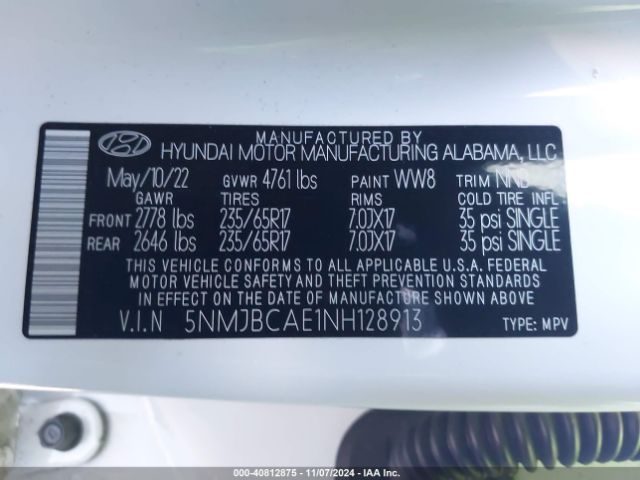 MANUFACTURED BY
HYUNDAI MOTOR MANUFACTURING ALABAMA, LLC
May/10/22 GVWR 4761 lbs PAINT WW8 TRIM NNB
GAWR TIRES RIMS COLD TIRE INFL
FRONT 2778 lbs 235/65R17 7.0JX17 35 psi SINGLE
REAR 2646 lbs 235/65R17 7.0JX17 35 psi SINGLE
THIS VEHICLE CONFORMS TO ALL APPLICABLE U.S.A. FEDERAL
MOTOR VEHICLE SAFETY AND THEFT PREVENTION STANDARDS
IN EFFECT ON THE DATE OF MANUFACTURE SHOWN ABOVE.
V.I.N 5NMJBCAE1NH128913 TYPE: MPV
000-40812875 - 11/07/2024 - IAA Inc.